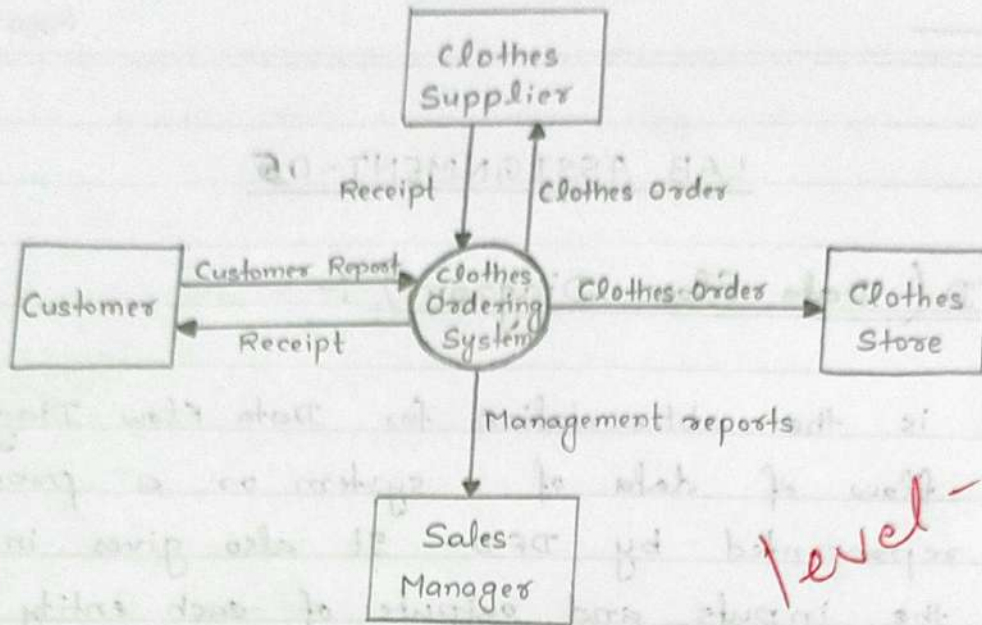 Clothes
Supplier
Receipt
Clothes Order
Customer
Customer Report
Receipt
Clothes
Ordering
System
Clothes Order
Clothes
Store
Management reports
Sales
Manager
level-